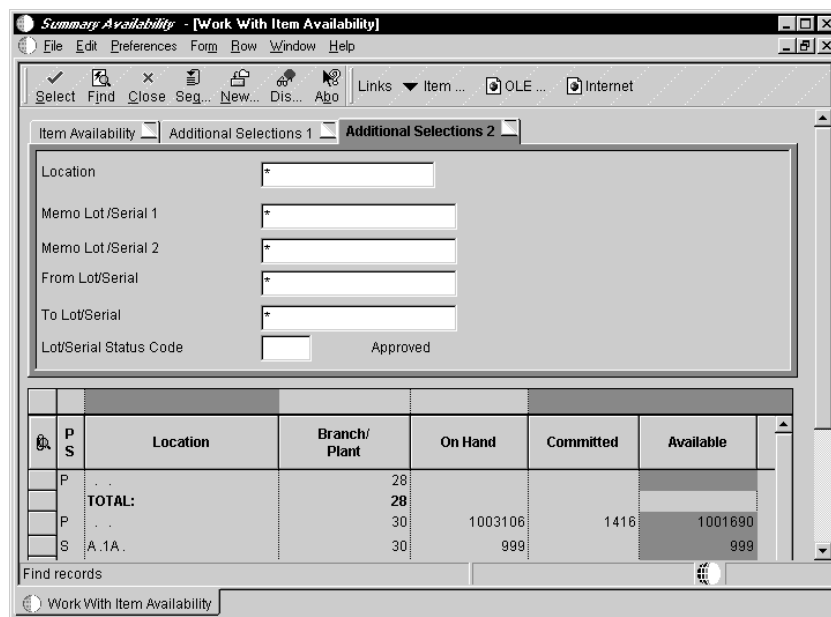 Summary Availability - [Work With Item Availability]
File Edit Preferences Form Row Window Help
Select Find Close Seq... New... Dis... Abo Links Item ... OLE ... Internet
Item Availability Additional Selections 1 Additional Selections 2
Location *
Memo Lot /Serial 1 *
Memo Lot /Serial 2 *
From Lot/Serial *
To Lot/Serial *
Lot/Serial Status Code Approved
P S Location Branch/ Plant On Hand Committed Available
P . . 28
TOTAL: 28
P . . 30 1003106 1416 1001690
S A .1A . 30 999 999
Find records
Work With Item Availability